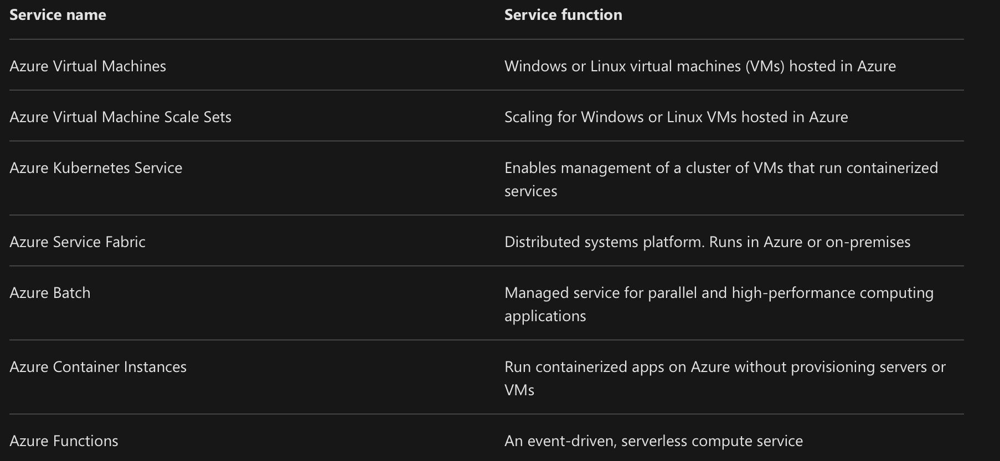 Service name
Service function
Azure Virtual Machines
Windows or Linux virtual machines (VMs) hosted in Azure
Azure Virtual Machine Scale Sets
Scaling for Windows or Linux VMs hosted in Azure
Azure Kubernetes Service
Enables management of a cluster of VMs that run containerized
services
Azure Service Fabric
Distributed systems platform. Runs in Azure or on-premises
Azure Batch
Managed service for parallel and high-performance computing
applications
Azure Container Instances
Run containerized apps on Azure without provisioning servers or
VMs
Azure Functions
An event-driven, serverless compute service